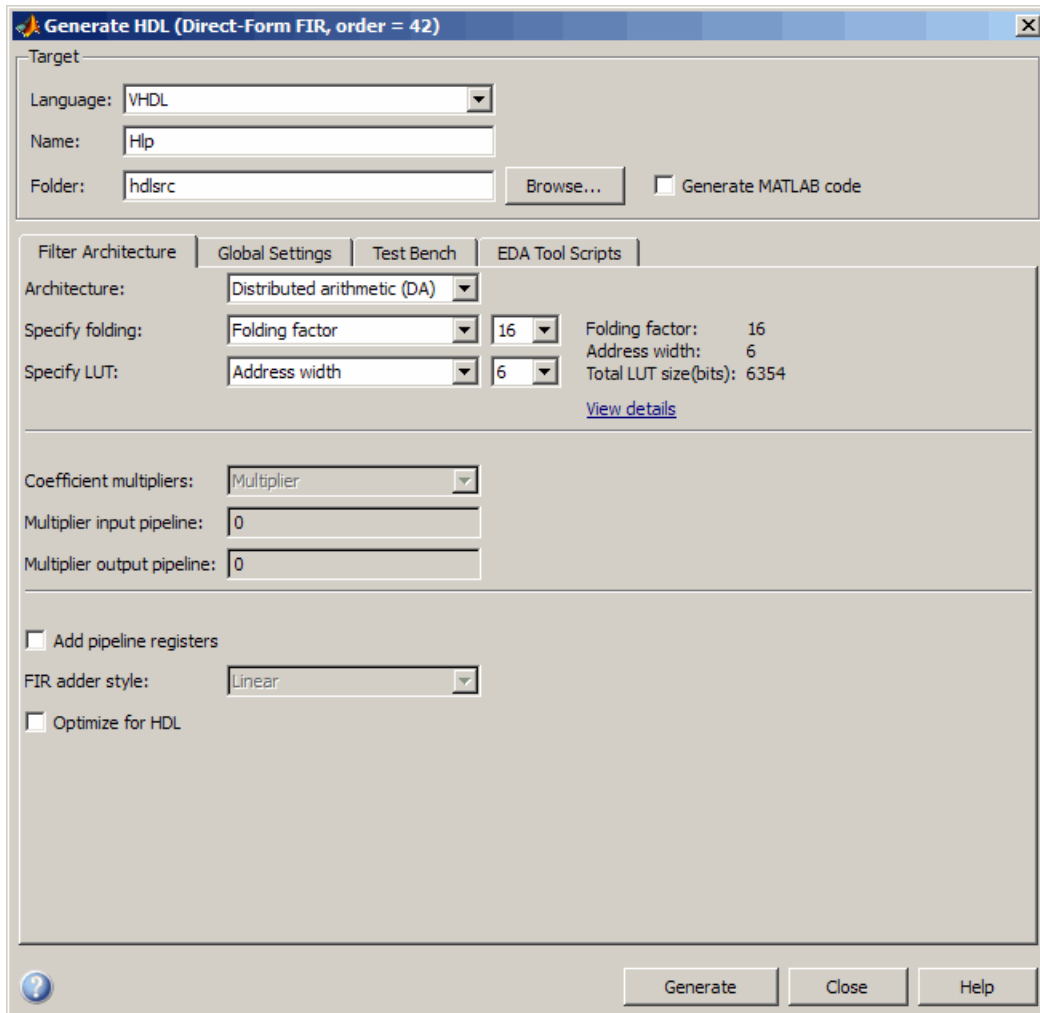 Generate HDL (Direct-Form FIR, order = 42)
Target
Language: VHDL
Name: Hlp
Folder: hdlsrc Browse... Generate MATLAB code
Filter Architecture Global Settings Test Bench EDA Tool Scripts
Architecture: Distributed arithmetic (DA)
Specify folding: Folding factor 16 Folding factor: 16
Address width: 6
Specify LUT: Address width 6 Total LUT size(bits): 6354
View details
Coefficient multipliers: Multiplier
Multiplier input pipeline: 0
Multiplier output pipeline: 0
Add pipeline registers
FIR adder style: Linear
Optimize for HDL
? Generate Close Help